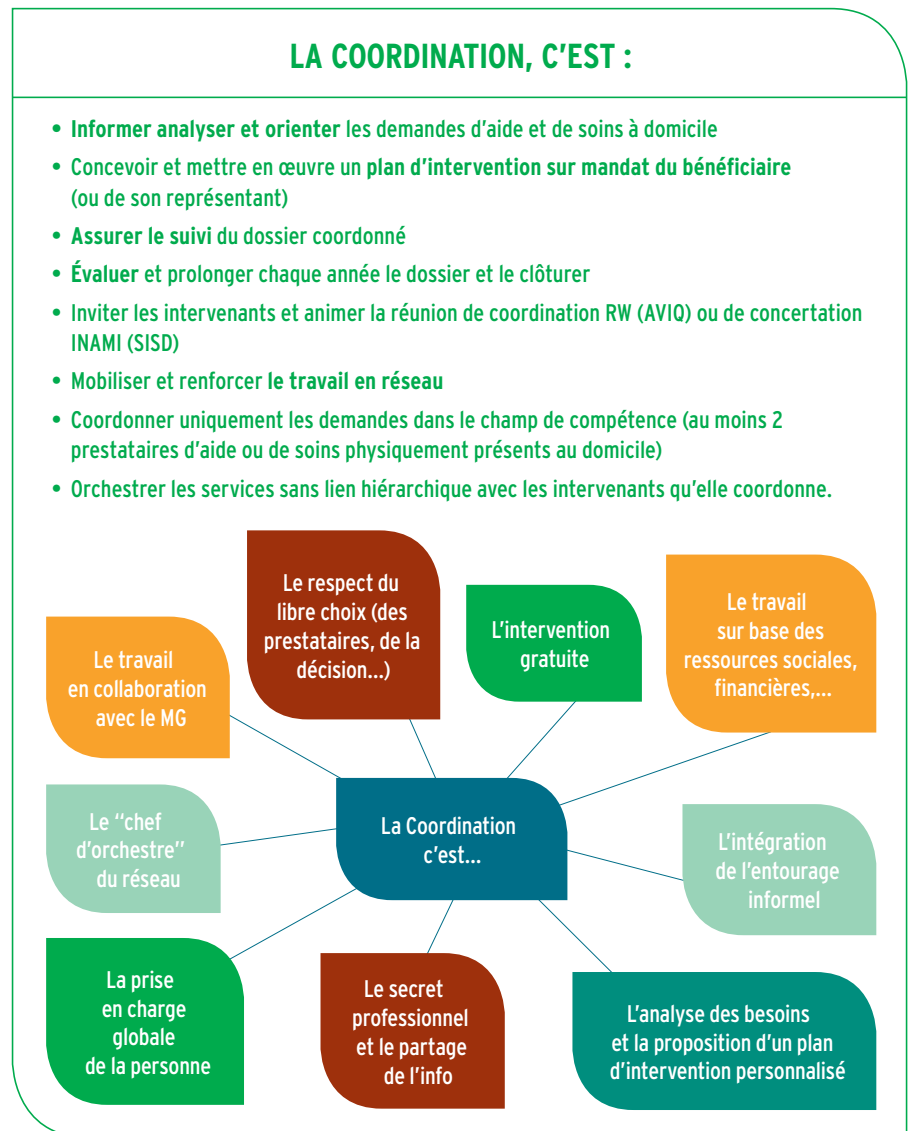 LA COORDINATION, C'EST :
• Informer analyser et orienter les demandes d'aide et de soins à domicile
• Concevoir et mettre en œuvre un plan d'intervention sur mandat du bénéficiaire
(ou de son représentant)
• Assurer le suivi du dossier coordonné
• Évaluer et prolonger chaque année le dossier et le clôturer
• Inviter les intervenants et animer la réunion de coordination RW (AVIQ) ou de concertation
INAMI (SISD)
• Mobiliser et renforcer le travail en réseau
• Coordonner uniquement les demandes dans le champ de compétence (au moins 2
prestataires d'aide ou de soins physiquement présents au domicile)
• Orchestrer les services sans lien hiérarchique avec les intervenants qu'elle coordonne.
Le travail
en collaboration
avec le MG
Le respect du
libre choix (des
prestataires, de la
décision...)
L'intervention
gratuite
Le travail
sur base des
ressources sociales,
financières,...
Le "chef
d'orchestre"
du réseau
La Coordination
c'est...
L'intégration
de l'entourage
informel
La prise
en charge
globale
de la personne
Le secret
professionnel
et le partage
de l'info
L'analyse des besoins
et la proposition d'un plan
d'intervention personnalisé